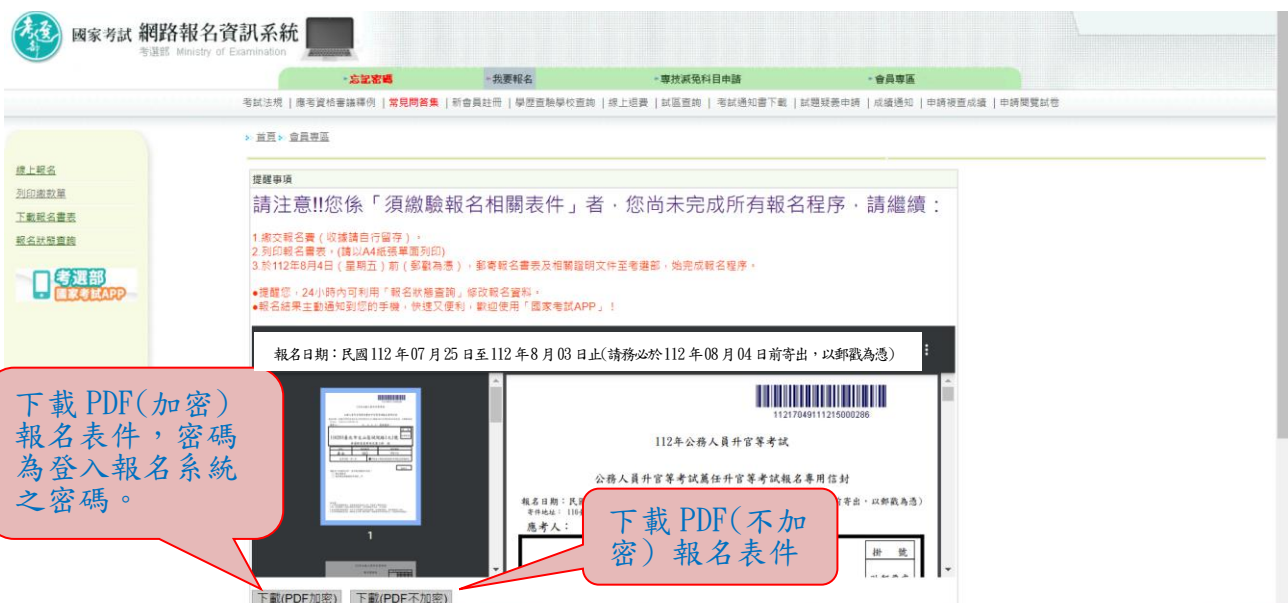 考選部
國家考試 網路報名資訊系統
考選部 Ministry of Examination
忘記密碼
我要報名
專技減免科目申請
會員專區
考試法規 | 應考資格審議釋例 | 常見問答集 | 新會員註冊 | 學歷查驗學校查詢 | 線上退費 | 試區查詢 | 考試通知書下載 | 試題疑義申請 | 成績通知 | 申請複查成績 | 申請閱覽試卷
首頁 會員專區
線上報名
列印繳款單
下載報名書表
報名狀態查詢
考選部
國家考試APP
提醒事項
請注意!!您係「須繳驗報名相關表件」者，您尚未完成所有報名程序，請繼續：
1.繳交報名費（收據請自行留存）。
2.列印報名書表。(請以A4紙張單面列印)
3.於112年8月4日（星期五）前（郵戳為憑），郵寄報名書表及相關證明文件至考選部，始完成報名程序。
●提醒您，24小時內可利用「報名狀態查詢」修改報名資料。
●報名結果主動通知到您的手機，快速又便利，歡迎使用「國家考試APP」！
報名日期：民國112 年07 月25 日至112 年8 月03 日止(請務必於112 年08 月04 日前寄出，以郵戳為憑)
11217049111215000286
112年公務人員升官等考試
公務人員升官等考試薦任升官等考試報名專用信封
報名日期：民
寄出，以郵戳為憑)
應考人：
掛 號
1
下載 PDF(加密)
報名表件，密碼
為登入報名系統
之密碼。
下載 PDF(不加
密) 報名表件
下載(PDF加密)
下載(PDF不加密)